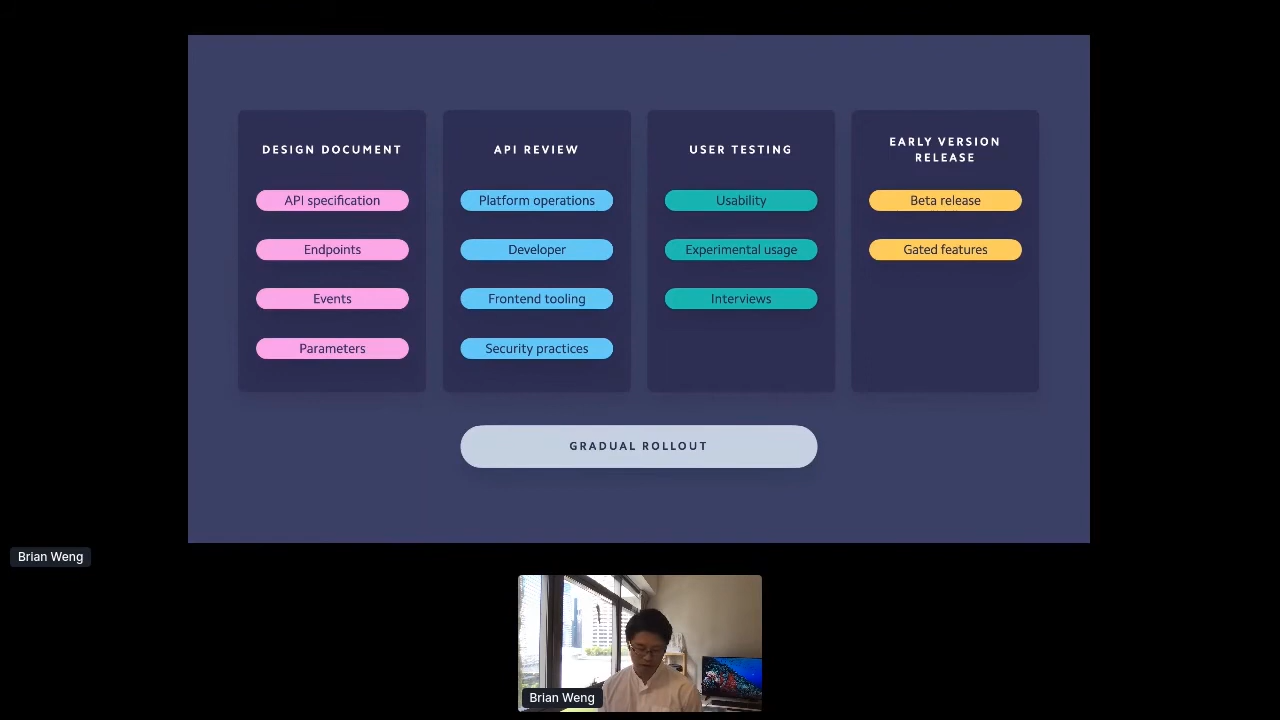 DESIGN DOCUMENT
API specification
Endpoints
Events
Parameters
API REVIEW
Platform operations
Developer
Frontend tooling
Security practices
USER TESTING
Usability
Experimental usage
Interviews
EARLY VERSION
RELEASE
Beta release
Gated features
GRADUAL ROLLOUT
Brian Weng
Brian Weng